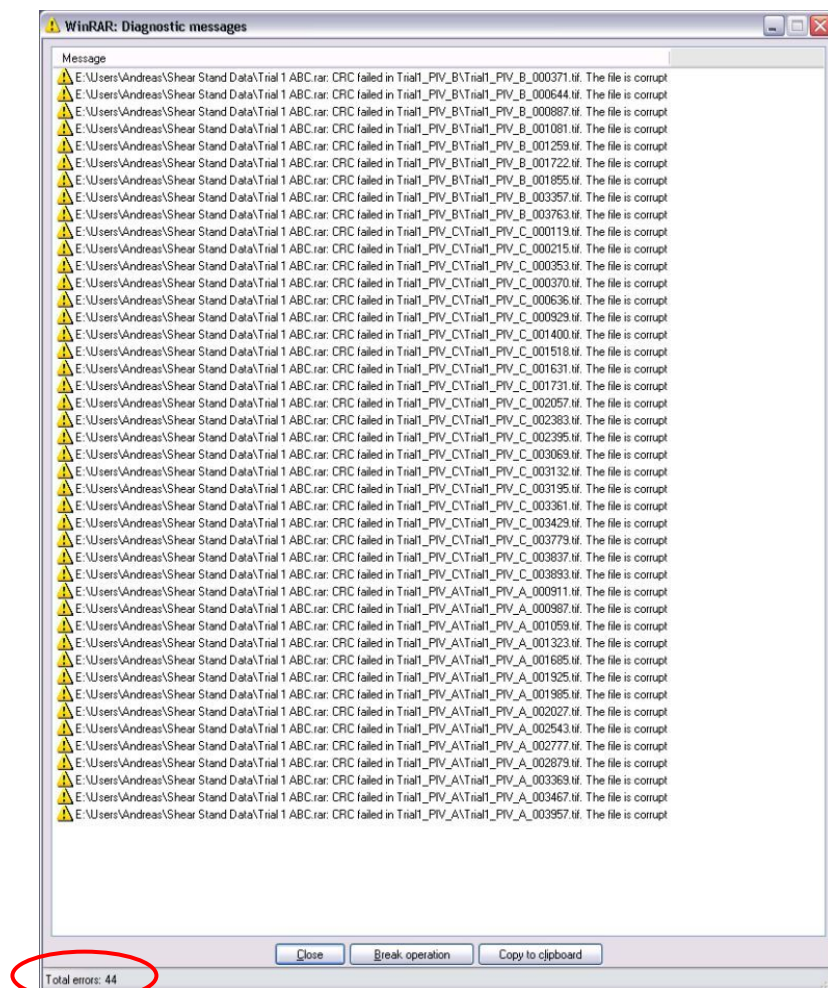 WinRAR: Diagnostic messages
Message
E:\Users\Andreas\Shear Stand Data\Trial 1 ABC.rar: CRC failed in Trial1_PIV_B\Trial1_PIV_B_000371.tif. The file is corrupt
E:\Users\Andreas\Shear Stand Data\Trial 1 ABC.rar: CRC failed in Trial1_PIV_B\Trial1_PIV_B_000644.tif. The file is corrupt
E:\Users\Andreas\Shear Stand Data\Trial 1 ABC.rar: CRC failed in Trial1_PIV_B\Trial1_PIV_B_000887.tif. The file is corrupt
E:\Users\Andreas\Shear Stand Data\Trial 1 ABC.rar: CRC failed in Trial1_PIV_B\Trial1_PIV_B_001081.tif. The file is corrupt
E:\Users\Andreas\Shear Stand Data\Trial 1 ABC.rar: CRC failed in Trial1_PIV_B\Trial1_PIV_B_001259.tif. The file is corrupt
E:\Users\Andreas\Shear Stand Data\Trial 1 ABC.rar: CRC failed in Trial1_PIV_B\Trial1_PIV_B_001722.tif. The file is corrupt
E:\Users\Andreas\Shear Stand Data\Trial 1 ABC.rar: CRC failed in Trial1_PIV_B\Trial1_PIV_B_001855.tif. The file is corrupt
E:\Users\Andreas\Shear Stand Data\Trial 1 ABC.rar: CRC failed in Trial1_PIV_B\Trial1_PIV_B_003357.tif. The file is corrupt
E:\Users\Andreas\Shear Stand Data\Trial 1 ABC.rar: CRC failed in Trial1_PIV_B\Trial1_PIV_B_003763.tif. The file is corrupt
E:\Users\Andreas\Shear Stand Data\Trial 1 ABC.rar: CRC failed in Trial1_PIV_C\Trial1_PIV_C_000119.tif. The file is corrupt
E:\Users\Andreas\Shear Stand Data\Trial 1 ABC.rar: CRC failed in Trial1_PIV_C\Trial1_PIV_C_000215.tif. The file is corrupt
E:\Users\Andreas\Shear Stand Data\Trial 1 ABC.rar: CRC failed in Trial1_PIV_C\Trial1_PIV_C_000353.tif. The file is corrupt
E:\Users\Andreas\Shear Stand Data\Trial 1 ABC.rar: CRC failed in Trial1_PIV_C\Trial1_PIV_C_000370.tif. The file is corrupt
E:\Users\Andreas\Shear Stand Data\Trial 1 ABC.rar: CRC failed in Trial1_PIV_C\Trial1_PIV_C_000636.tif. The file is corrupt
E:\Users\Andreas\Shear Stand Data\Trial 1 ABC.rar: CRC failed in Trial1_PIV_C\Trial1_PIV_C_000929.tif. The file is corrupt
E:\Users\Andreas\Shear Stand Data\Trial 1 ABC.rar: CRC failed in Trial1_PIV_C\Trial1_PIV_C_001400.tif. The file is corrupt
E:\Users\Andreas\Shear Stand Data\Trial 1 ABC.rar: CRC failed in Trial1_PIV_C\Trial1_PIV_C_001518.tif. The file is corrupt
E:\Users\Andreas\Shear Stand Data\Trial 1 ABC.rar: CRC failed in Trial1_PIV_C\Trial1_PIV_C_001631.tif. The file is corrupt
E:\Users\Andreas\Shear Stand Data\Trial 1 ABC.rar: CRC failed in Trial1_PIV_C\Trial1_PIV_C_001731.tif. The file is corrupt
E:\Users\Andreas\Shear Stand Data\Trial 1 ABC.rar: CRC failed in Trial1_PIV_C\Trial1_PIV_C_002057.tif. The file is corrupt
E:\Users\Andreas\Shear Stand Data\Trial 1 ABC.rar: CRC failed in Trial1_PIV_C\Trial1_PIV_C_002383.tif. The file is corrupt
E:\Users\Andreas\Shear Stand Data\Trial 1 ABC.rar: CRC failed in Trial1_PIV_C\Trial1_PIV_C_002395.tif. The file is corrupt
E:\Users\Andreas\Shear Stand Data\Trial 1 ABC.rar: CRC failed in Trial1_PIV_C\Trial1_PIV_C_003069.tif. The file is corrupt
E:\Users\Andreas\Shear Stand Data\Trial 1 ABC.rar: CRC failed in Trial1_PIV_C\Trial1_PIV_C_003132.tif. The file is corrupt
E:\Users\Andreas\Shear Stand Data\Trial 1 ABC.rar: CRC failed in Trial1_PIV_C\Trial1_PIV_C_003195.tif. The file is corrupt
E:\Users\Andreas\Shear Stand Data\Trial 1 ABC.rar: CRC failed in Trial1_PIV_C\Trial1_PIV_C_003361.tif. The file is corrupt
E:\Users\Andreas\Shear Stand Data\Trial 1 ABC.rar: CRC failed in Trial1_PIV_C\Trial1_PIV_C_003429.tif. The file is corrupt
E:\Users\Andreas\Shear Stand Data\Trial 1 ABC.rar: CRC failed in Trial1_PIV_C\Trial1_PIV_C_003779.tif. The file is corrupt
E:\Users\Andreas\Shear Stand Data\Trial 1 ABC.rar: CRC failed in Trial1_PIV_C\Trial1_PIV_C_003837.tif. The file is corrupt
E:\Users\Andreas\Shear Stand Data\Trial 1 ABC.rar: CRC failed in Trial1_PIV_C\Trial1_PIV_C_003893.tif. The file is corrupt
E:\Users\Andreas\Shear Stand Data\Trial 1 ABC.rar: CRC failed in Trial1_PIV_A\Trial1_PIV_A_000911.tif. The file is corrupt
E:\Users\Andreas\Shear Stand Data\Trial 1 ABC.rar: CRC failed in Trial1_PIV_A\Trial1_PIV_A_000987.tif. The file is corrupt
E:\Users\Andreas\Shear Stand Data\Trial 1 ABC.rar: CRC failed in Trial1_PIV_A\Trial1_PIV_A_001059.tif. The file is corrupt
E:\Users\Andreas\Shear Stand Data\Trial 1 ABC.rar: CRC failed in Trial1_PIV_A\Trial1_PIV_A_001323.tif. The file is corrupt
E:\Users\Andreas\Shear Stand Data\Trial 1 ABC.rar: CRC failed in Trial1_PIV_A\Trial1_PIV_A_001685.tif. The file is corrupt
E:\Users\Andreas\Shear Stand Data\Trial 1 ABC.rar: CRC failed in Trial1_PIV_A\Trial1_PIV_A_001925.tif. The file is corrupt
E:\Users\Andreas\Shear Stand Data\Trial 1 ABC.rar: CRC failed in Trial1_PIV_A\Trial1_PIV_A_001985.tif. The file is corrupt
E:\Users\Andreas\Shear Stand Data\Trial 1 ABC.rar: CRC failed in Trial1_PIV_A\Trial1_PIV_A_002027.tif. The file is corrupt
E:\Users\Andreas\Shear Stand Data\Trial 1 ABC.rar: CRC failed in Trial1_PIV_A\Trial1_PIV_A_002543.tif. The file is corrupt
E:\Users\Andreas\Shear Stand Data\Trial 1 ABC.rar: CRC failed in Trial1_PIV_A\Trial1_PIV_A_002777.tif. The file is corrupt
E:\Users\Andreas\Shear Stand Data\Trial 1 ABC.rar: CRC failed in Trial1_PIV_A\Trial1_PIV_A_002879.tif. The file is corrupt
E:\Users\Andreas\Shear Stand Data\Trial 1 ABC.rar: CRC failed in Trial1_PIV_A\Trial1_PIV_A_003369.tif. The file is corrupt
E:\Users\Andreas\Shear Stand Data\Trial 1 ABC.rar: CRC failed in Trial1_PIV_A\Trial1_PIV_A_003467.tif. The file is corrupt
E:\Users\Andreas\Shear Stand Data\Trial 1 ABC.rar: CRC failed in Trial1_PIV_A\Trial1_PIV_A_003957.tif. The file is corrupt
Close Break operation Copy to clipboard
Total errors: 44